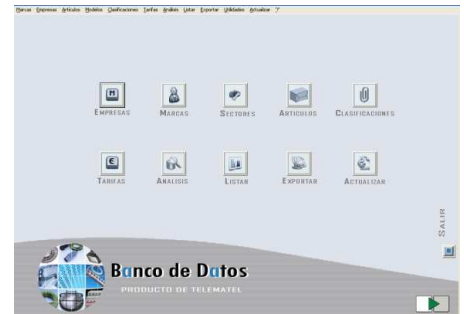 Marcas Empresas Artículos Modelos Clasificaciones Tarifas Análisis Listar Exportar Utilidades Actualizar ?
EMPRESAS MARCAS SECTORES ARTICULOS CLASIFICACIONES
TARIFAS ANALISIS LISTAR EXPORTAR ACTUALIZAR
SALIR
Banco de Datos
PRODUCTO DE TELEMATEL